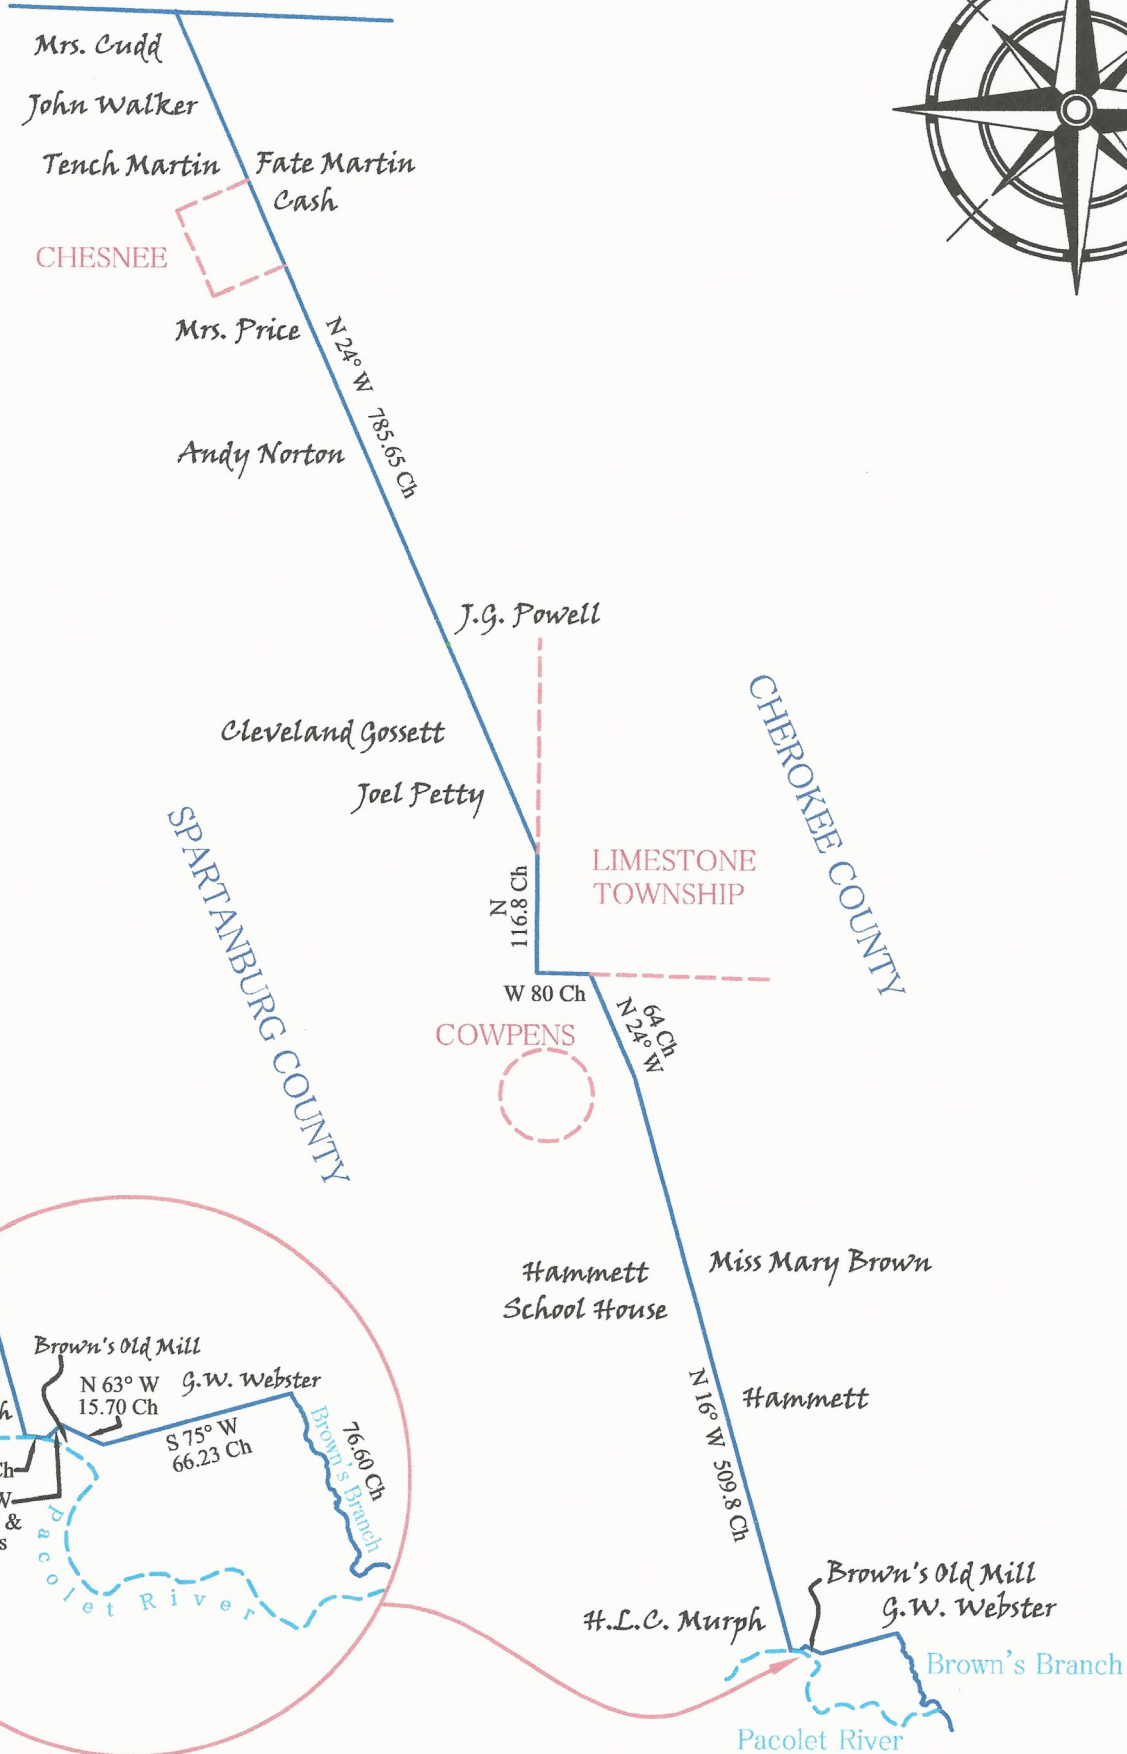 Mrs. Cudd
John Walker
Tench Martin
Fate Martin
Cash
CHESNEE
Mrs. Price
N 24° W 785.65 Ch
Andy Norton
J.G. Powell
Cleveland Gossett
Joel Petty
CHEROKEE COUNTY
SPARTANBURG COUNTY
LIMESTONE
TOWNSHIP
N
116.8 Ch
W 80 Ch
64 Ch
N 24° W
COWPENS
Hammett
School House
Miss Mary Brown
N 16° W 509.8 Ch
Hammett
Brown's Old Mill
N 63° W
15.70 Ch
G.W. Webster
S 75° W
66.23 Ch
76.60 Ch
Brown's Branch
&
Pacolet River
H.L.C. Murph
Brown's Old Mill
G.W. Webster
Brown's Branch
Pacolet River